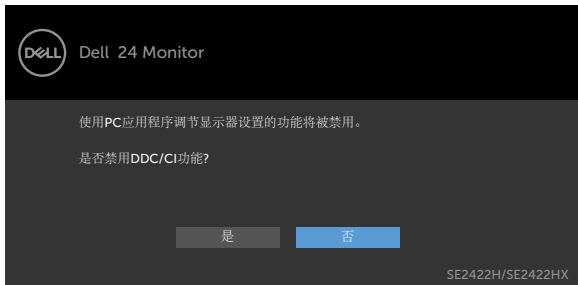 DELL
Dell 24 Monitor
使用PC应用程序调节显示器设置的功能将被禁用。
是否禁用DDC/CI功能?
是
否
SE2422H/SE2422HX